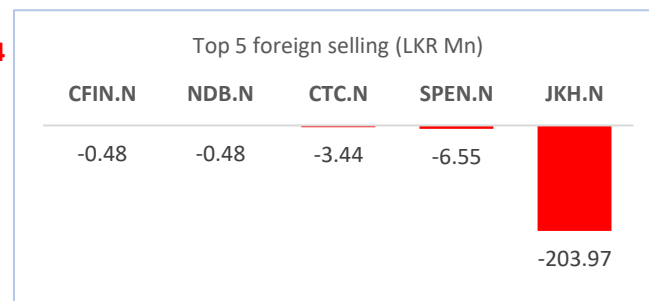 Top 5 foreign selling (LKR Mn)
4
CFIN.N NDB.N CTC.N SPEN.N JKH.N
-0.48 -0.48 -3.44 -6.55
-203.97